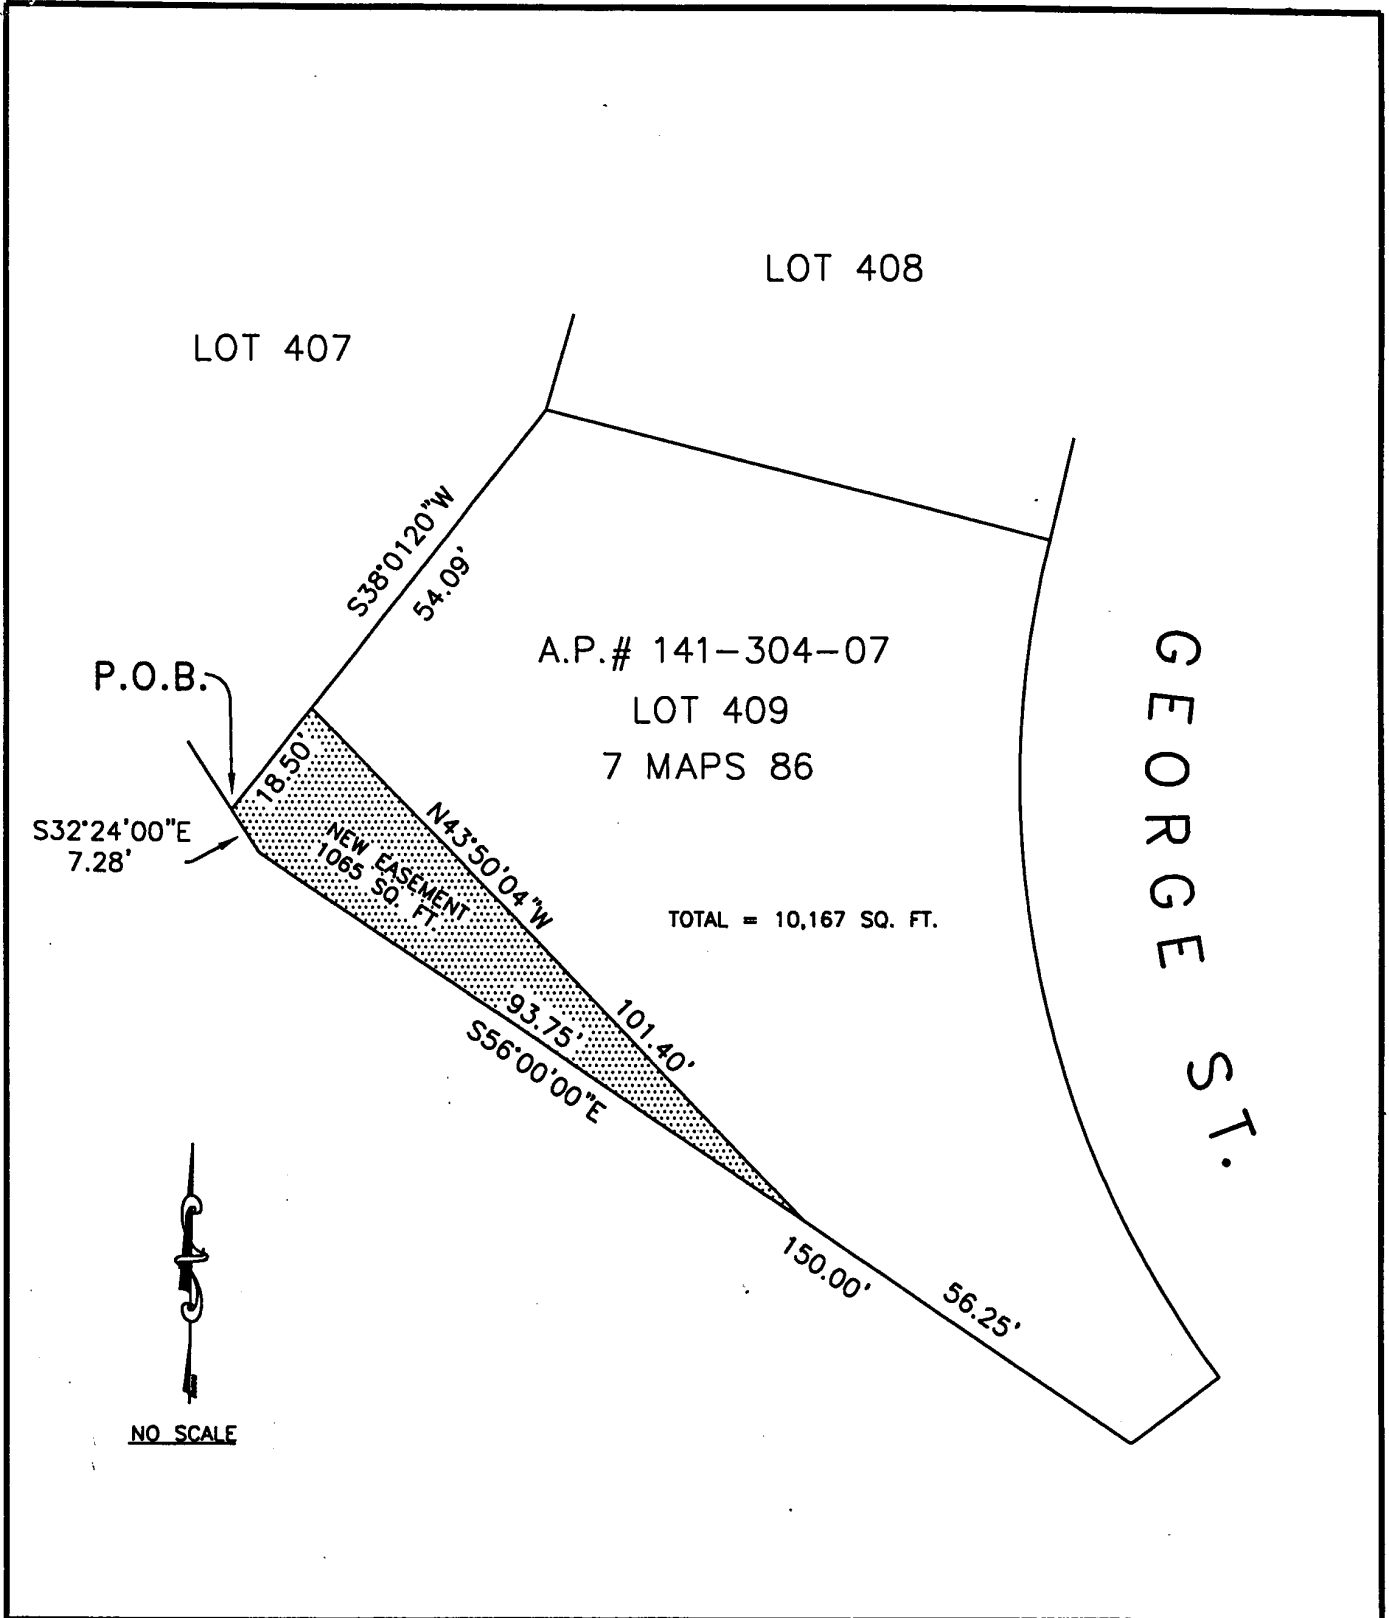 LOT 408
LOT 407
S38°01'20"W
54.09'
A.P.# 141-304-07
LOT 409
7 MAPS 86
P.O.B.
18.50'
S32°24'00"E
7.28'
N43°50'04"W
101.40'
NEW EASEMENT
1065 SQ. FT.
TOTAL = 10,167 SQ. FT.
93.75'
S56°00'00"E
150.00'
56.25'
GEORGE ST.
NO SCALE